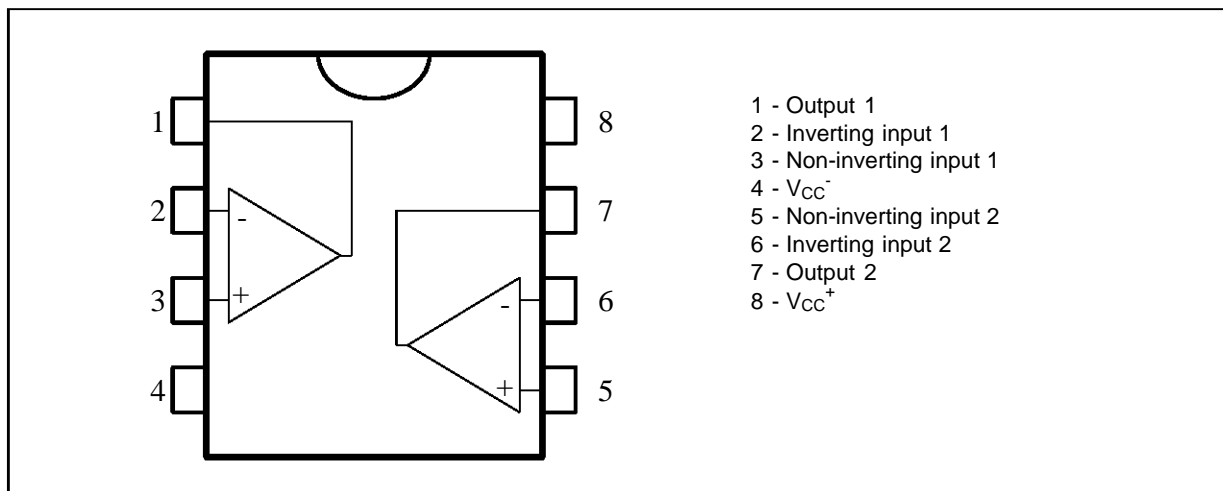 1
2
3
4
-
+
8
7
6
5
-
+
1 - Output 1
2 - Inverting input 1
3 - Non-inverting input 1
4 - VCC-
5 - Non-inverting input 2
6 - Inverting input 2
7 - Output 2
8 - VCC+